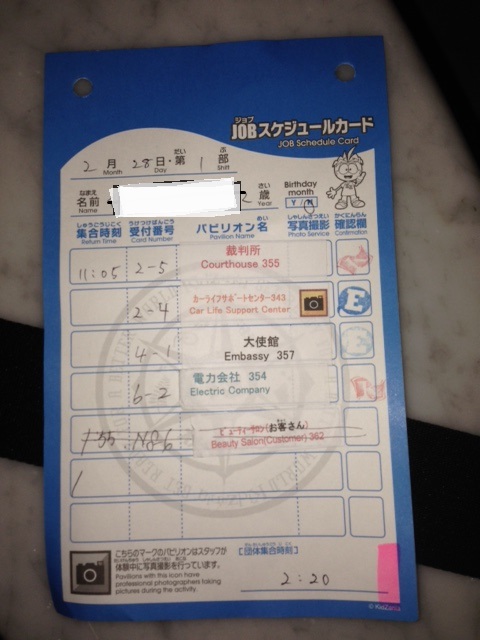 ジョブ
JOBスケジュールカード
JOB Schedule Card
2 月 28 日・第 1 部
Month Day Shift
なまえ さい Birthday
名前 歳 month
Name Year Y / N
しゅうごうじこく うけつけばんごう パビリオン名 しゃしんさつえい かくにんらん
集合時刻 受付番号 Pavilion Name 写真撮影 確認欄
Return Time Card Number Photo Service Confirmation
裁判所
11:05 2-5 Courthouse 355
カーライフサポートセンター343
2-4 Car Life Support Center E
大使館
4-1 Embassy 357 E
電力会社 354
6-2 Electric Company
ビューティーサロン(お客さん)
Beauty Salon(Customer) 362
こちらのマークのパビリオンはスタッフが
体験中に写真撮影を行っています。
Pavilions with this icon have
professional photographers taking
pictures during the activity.
[団体集合時刻]
2:20
© KidZania